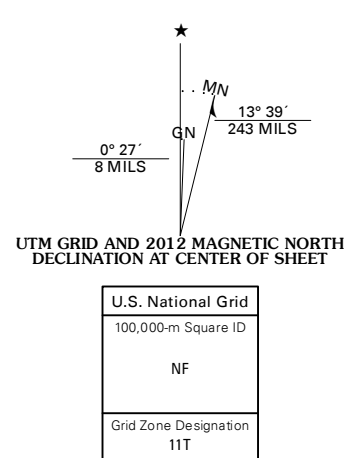 ★
MN
GN
13° 39´
243 MILS
0° 27´
8 MILS
UTM GRID AND 2012 MAGNETIC NORTH
DECLINATION AT CENTER OF SHEET
U.S. National Grid
100,000-m Square ID
NF
Grid Zone Designation
11T